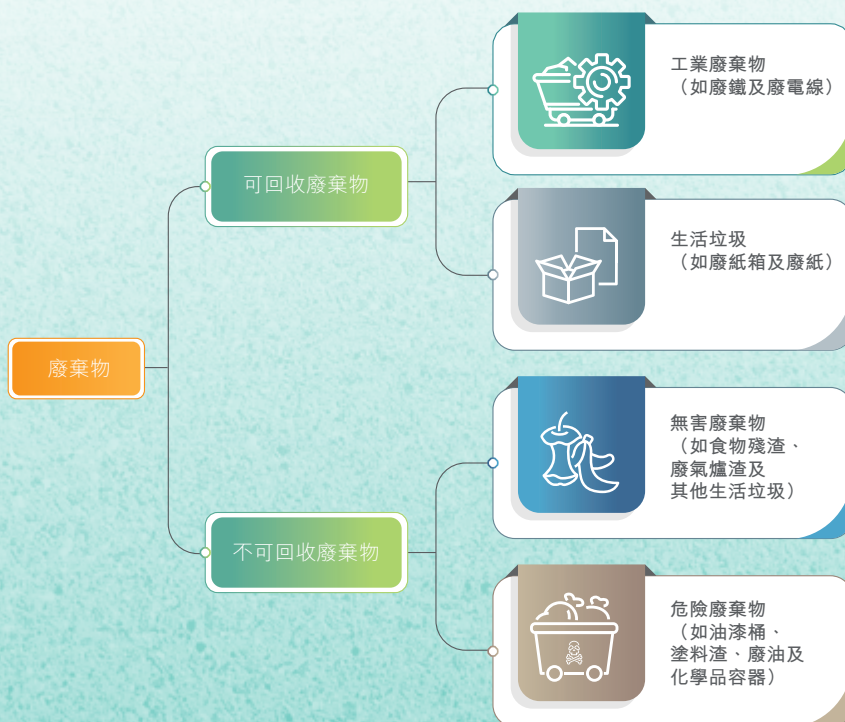 工業廢棄物
（如廢鐵及廢電線）
可回收廢棄物
生活垃圾
（如廢紙箱及廢紙）
廢棄物
無害廢棄物
（如食物殘渣、
廢氣爐渣及
其他生活垃圾）
不可回收廢棄物
危險廢棄物
（如油漆桶、
塗料渣、廢油及
化學品容器）